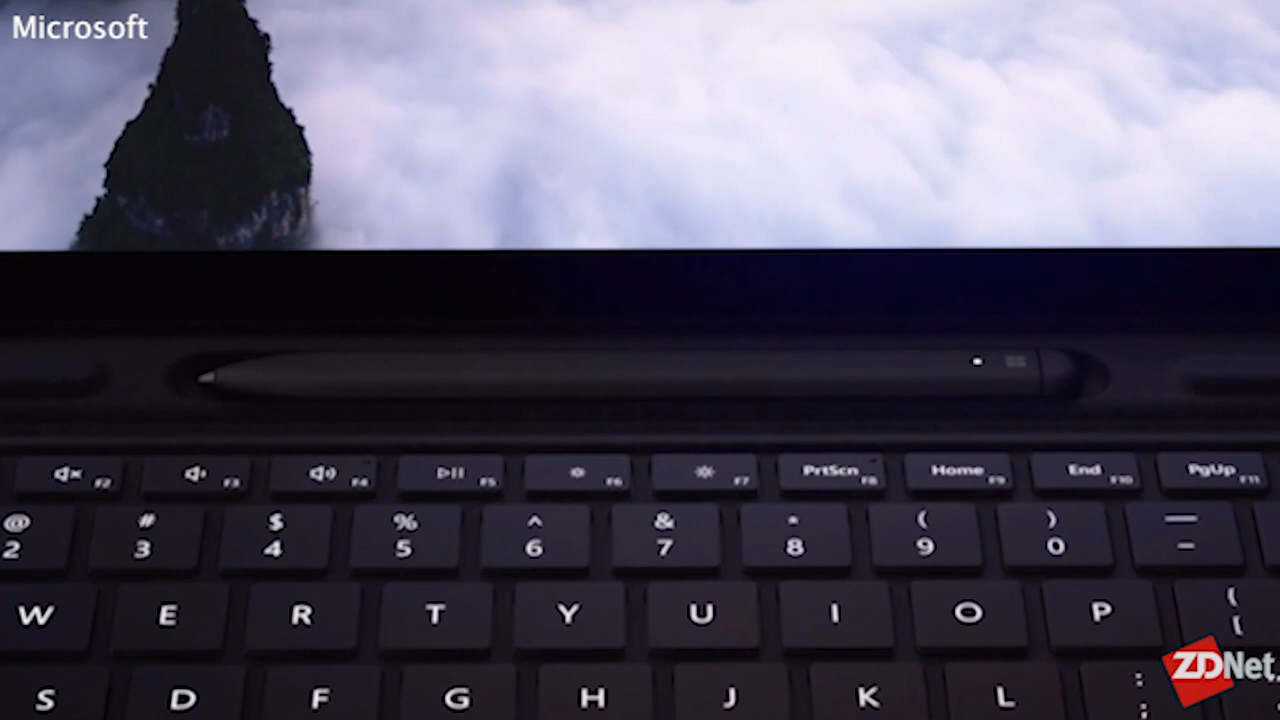 Microsoft
F2 F3 F4 F5 F6 PrtScn F8 Home F9 End F10 PgUp F11
F7
@ # $ % ^ & * ( ) —
2 3 4 5 6 7 8 9 0 -
W E R T Y U I O P { [
S D F G H J K L : ;
ZDNet